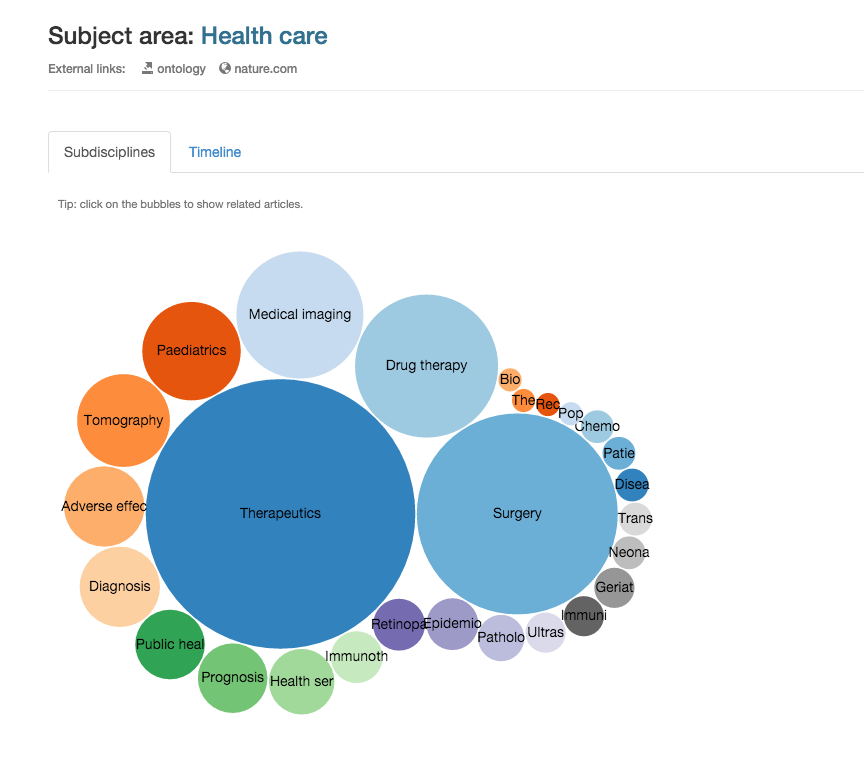 Subject area: Health care
External links: ontology nature.com
Subdisciplines Timeline
Tip: click on the bubbles to show related articles.
Medical imaging
Paediatrics
Drug therapy
Bio
The
Rec
Pop
Chemo
Tomography
Patie
Disea
Adverse effec
Therapeutics
Surgery
Trans
Neona
Diagnosis
Geriat
Immuni
Public heal
Retinopa
Epidemio
Patholo
Ultras
Immunoth
Prognosis
Health ser